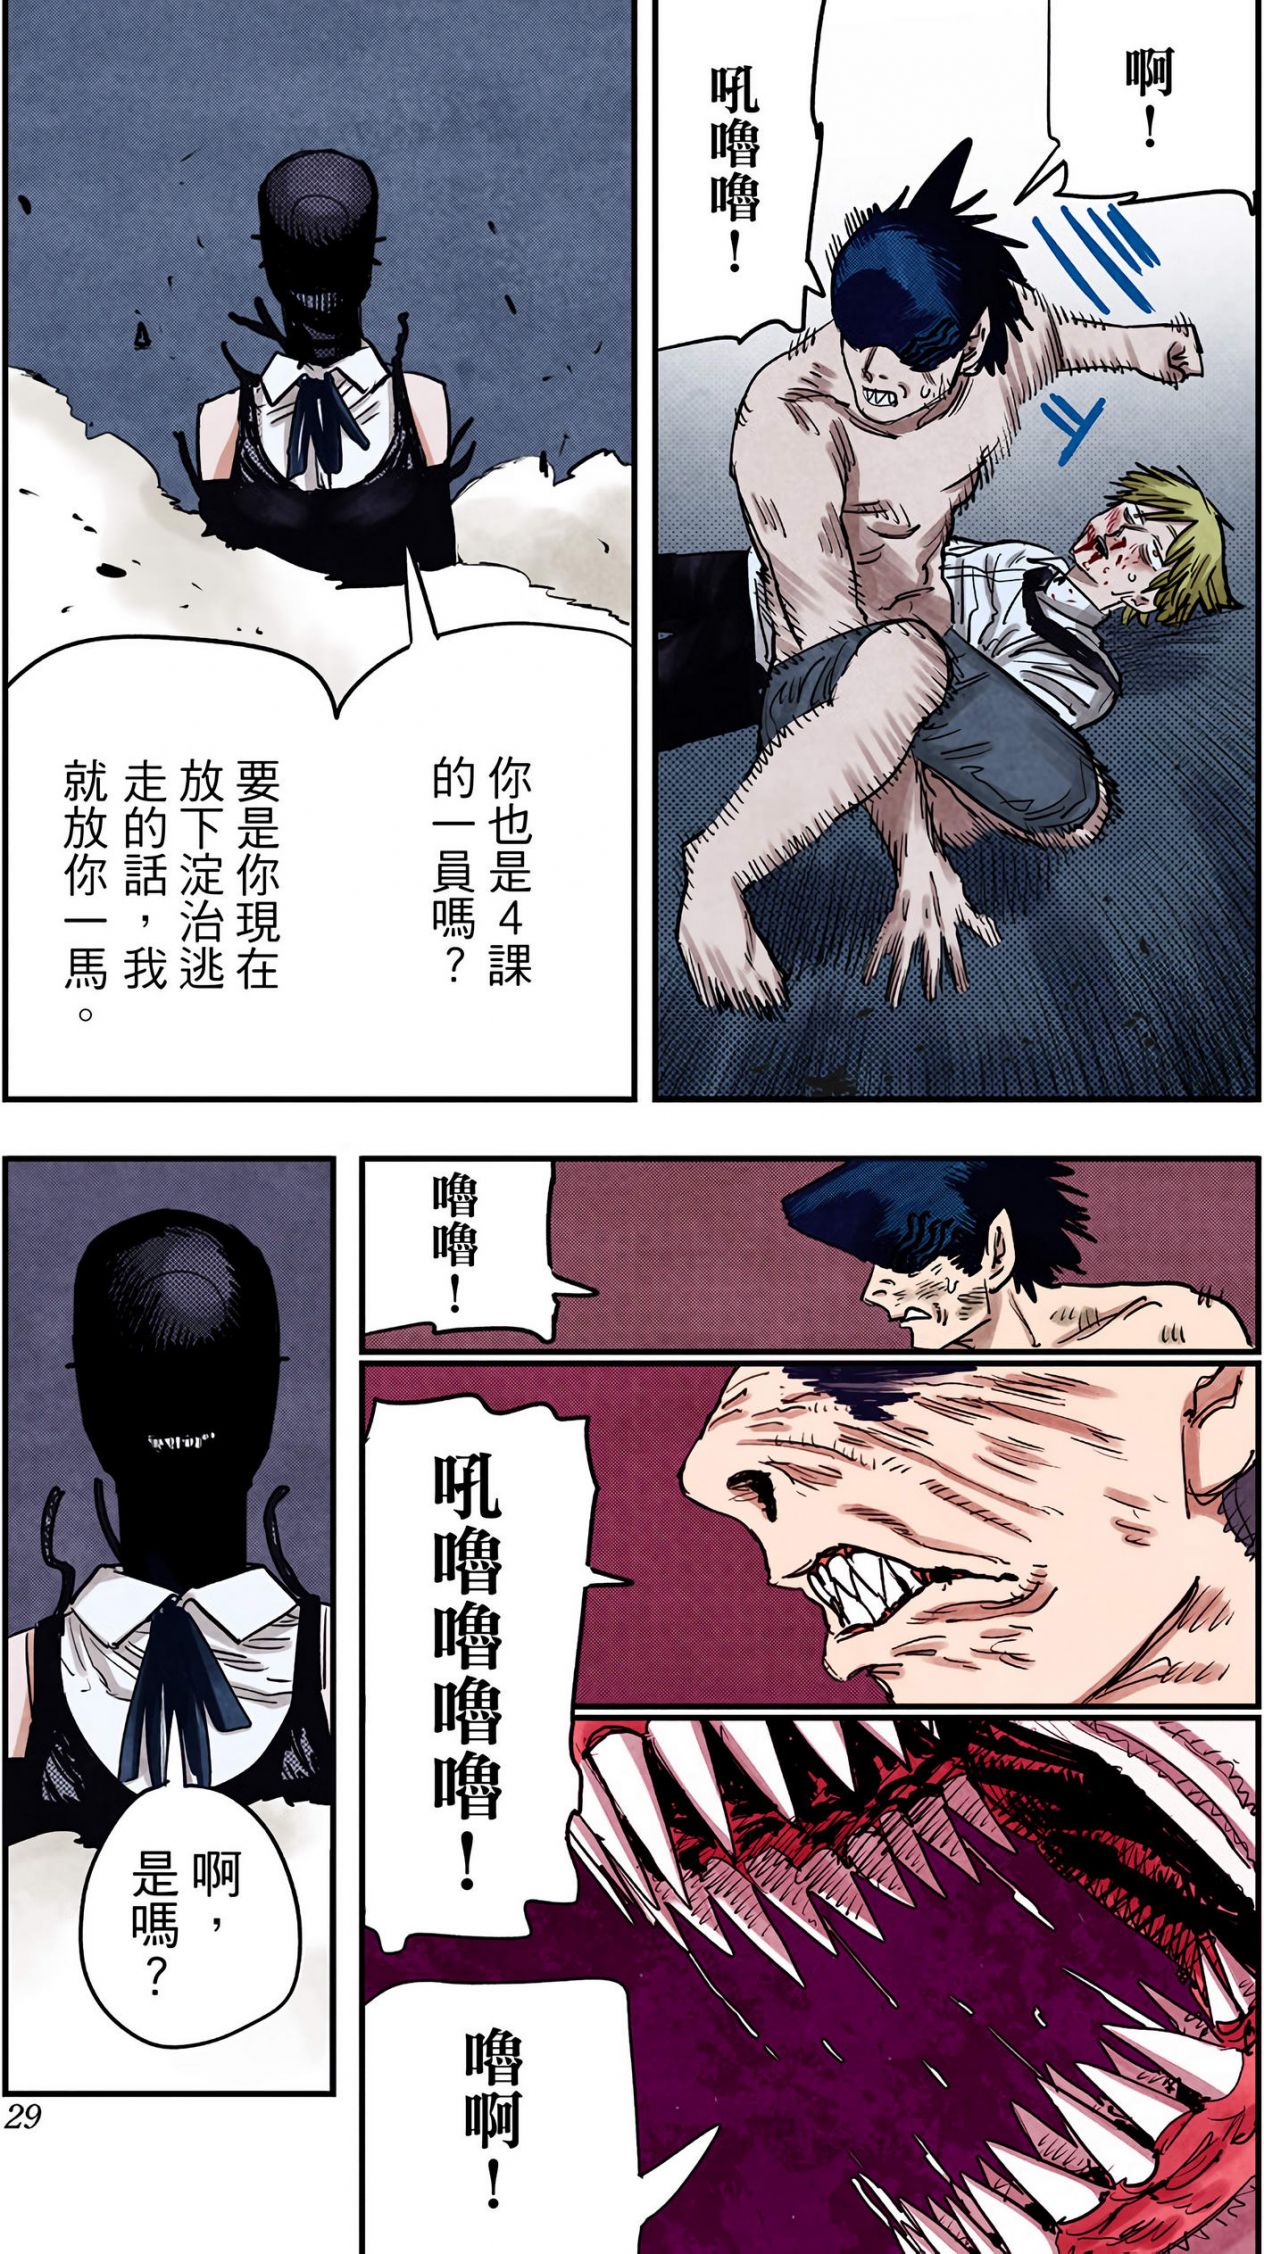 啊！
吼嚕嚕！
你也是4課
的一員嗎？
要是你現在
放下淀治逃
走的話，我
就放你一馬。
嚕嚕！
吼嚕嚕嚕嚕嚕！
嚕啊！
啊，
是嗎？
29